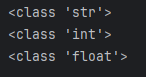 <class 'str'>
<class 'int'>
<class 'float'>